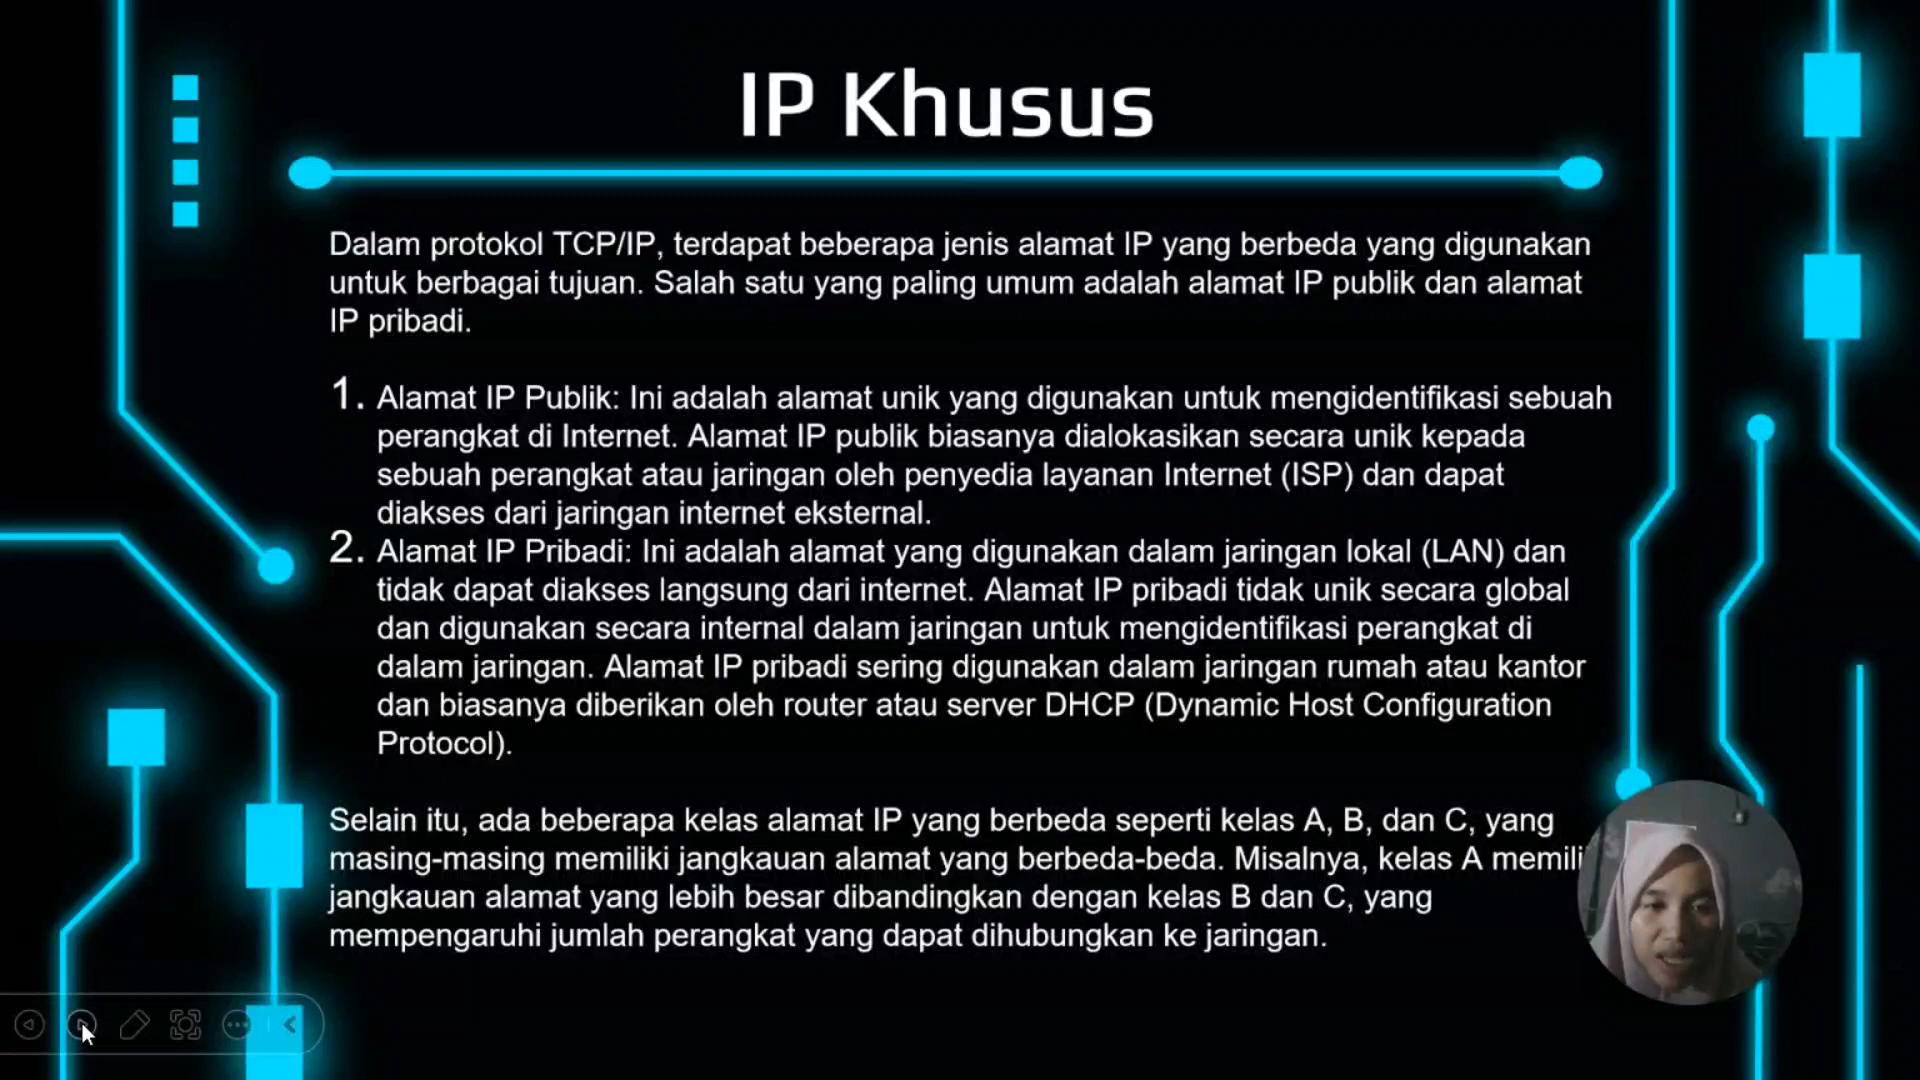 IP Khusus
Dalam protokol TCP/IP, terdapat beberapa jenis alamat IP yang berbeda yang digunakan
untuk berbagai tujuan. Salah satu yang paling umum adalah alamat IP publik dan alamat
IP pribadi.
1. Alamat IP Publik: Ini adalah alamat unik yang digunakan untuk mengidentifikasi sebuah
perangkat di Internet. Alamat IP publik biasanya dialokasikan secara unik kepada
sebuah perangkat atau jaringan oleh penyedia layanan Internet (ISP) dan dapat
diakses dari jaringan internet eksternal.
2. Alamat IP Pribadi: Ini adalah alamat yang digunakan dalam jaringan lokal (LAN) dan
tidak dapat diakses langsung dari internet. Alamat IP pribadi tidak unik secara global
dan digunakan secara internal dalam jaringan untuk mengidentifikasi perangkat di
dalam jaringan. Alamat IP pribadi sering digunakan dalam jaringan rumah atau kantor
dan biasanya diberikan oleh router atau server DHCP (Dynamic Host Configuration
Protocol).
Selain itu, ada beberapa kelas alamat IP yang berbeda seperti kelas A, B, dan C, yang
masing-masing memiliki jangkauan alamat yang berbeda-beda. Misalnya, kelas A
jangkauan alamat yang lebih besar dibandingkan dengan kelas B dan C, yang
mempengaruhi jumlah perangkat yang dapat dihubungkan ke jaringan.